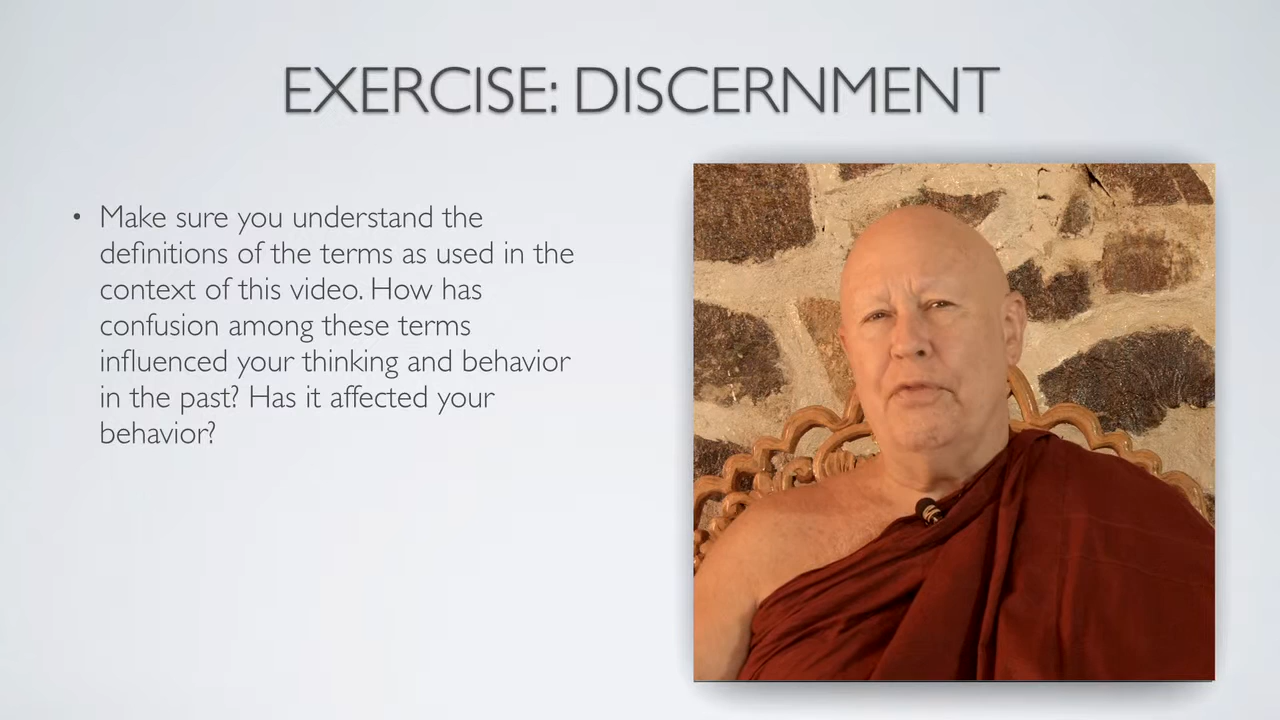 EXERCISE: DISCERNMENT
• Make sure you understand the
definitions of the terms as used in the
context of this video. How has
confusion among these terms
influenced your thinking and behavior
in the past? Has it affected your
behavior?